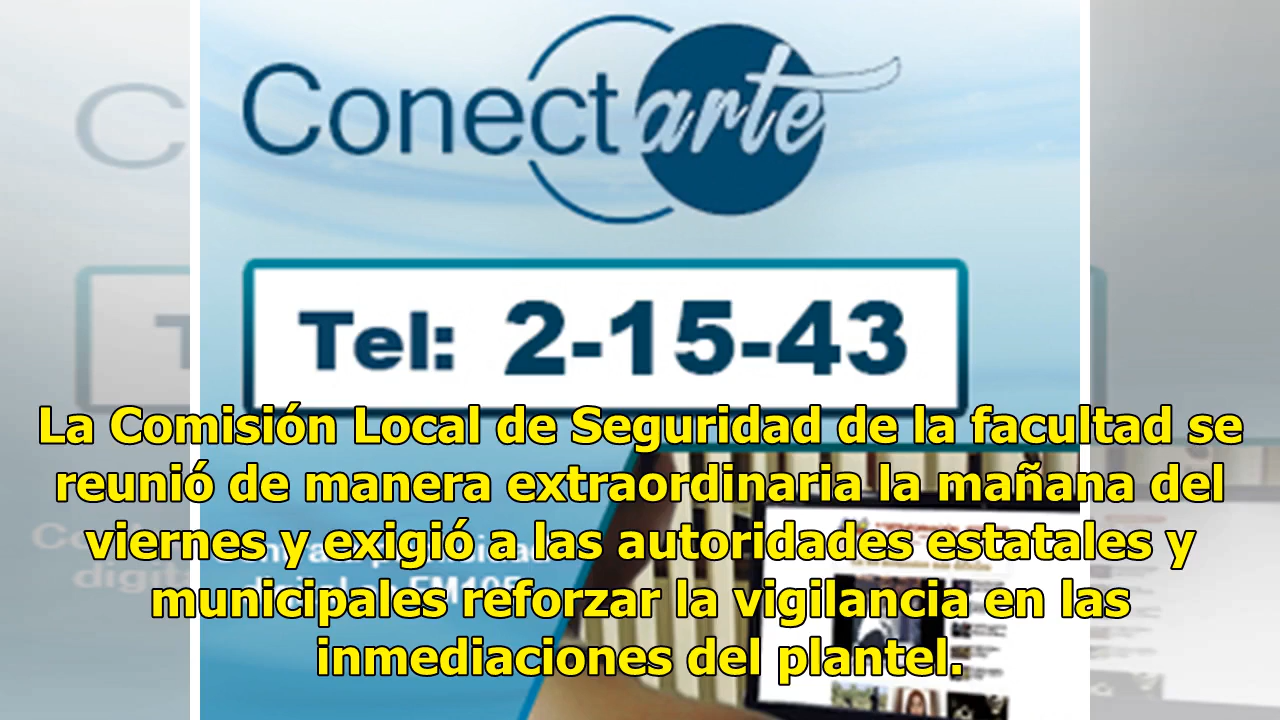 Conectarte
Tel: 2-15-43
La Comisión Local de Seguridad de la facultad se
reunió de manera extraordinaria la mañana del
viernes y exigió a las autoridades estatales y
municipales reforzar la vigilancia en las
inmediaciones del plantel.